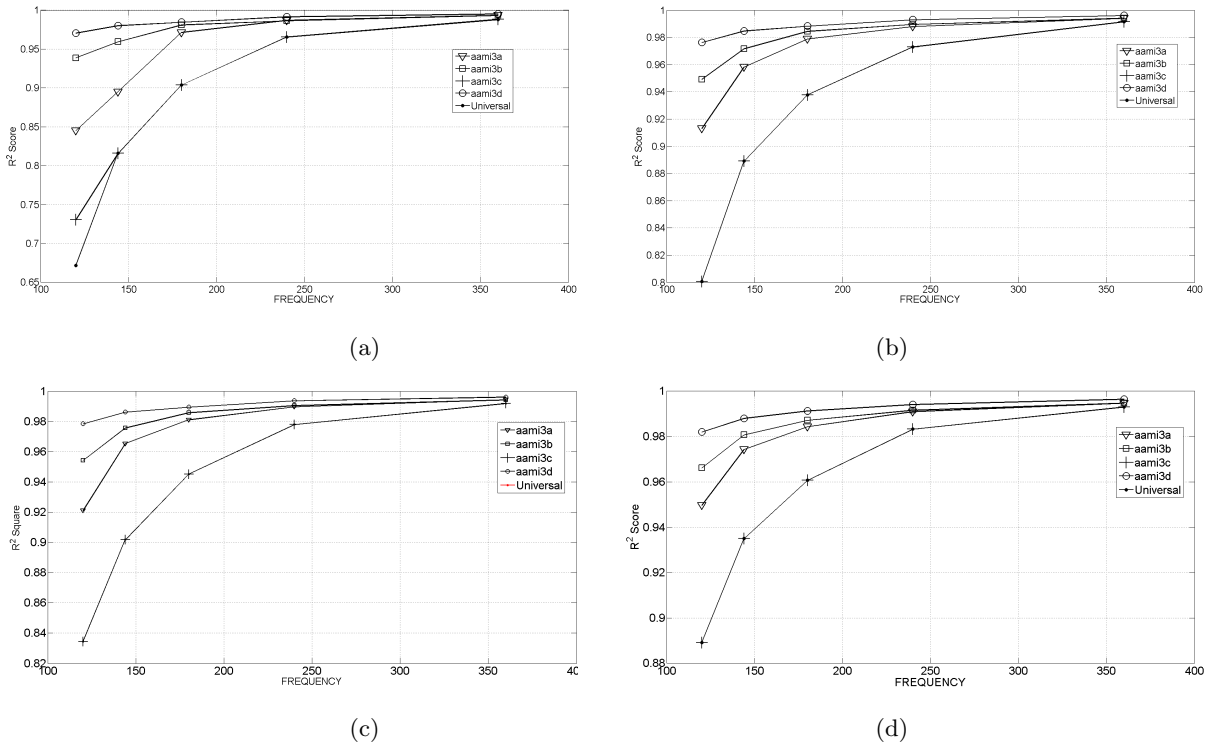 1
0.95
0.9
0.85
0.8
0.75
0.7
0.65
R2 Score
100 150 200 250 300 350 400
FREQUENCY
aami3a
aami3b
aami3c
aami3d
Universal
(a)
1
0.98
0.96
0.94
0.92
0.9
0.88
0.86
0.84
0.82
0.8
R2 Score
100 150 200 250 300 350 400
FREQUENCY
aami3a
aami3b
aami3c
aami3d
Universal
(b)
1
0.98
0.96
0.94
0.92
0.9
0.88
0.86
0.84
0.82
R2 Square
100 150 200 250 300 350 400
FREQUENCY
aami3a
aami3b
aami3c
aami3d
Universal
(c)
1
0.98
0.96
0.94
0.92
0.9
0.88
R2 Score
100 150 200 250 300 350 400
FREQUENCY
aami3a
aami3b
aami3c
aami3d
Universal
(d)